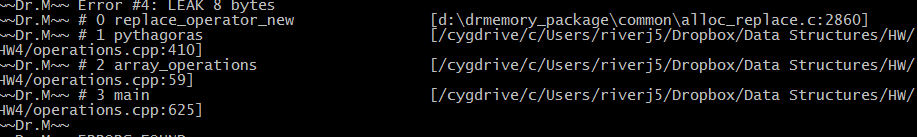 ~~Dr.M~~ Error #4: LEAK 8 bytes
~~Dr.M~~ # 0 replace_operator_new [d:\drmemory_package\common\alloc_replace.c:2860]
~~Dr.M~~ # 1 pythagoras [/cygdrive/c/Users/riverj5/Dropbox/Data Structures/HW/
HW4/operations.cpp:410]
~~Dr.M~~ # 2 array_operations [/cygdrive/c/Users/riverj5/Dropbox/Data Structures/HW/
HW4/operations.cpp:59]
~~Dr.M~~ # 3 main [/cygdrive/c/Users/riverj5/Dropbox/Data Structures/HW/
HW4/operations.cpp:625]
~~Dr.M~~
~~Dr.M~~ ERRORS FOUND